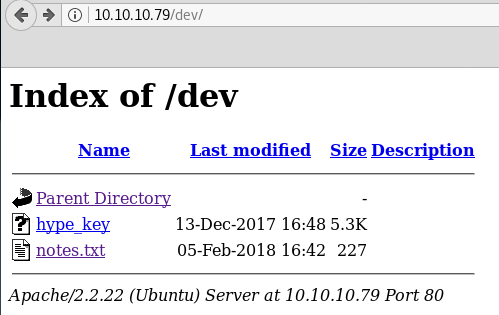 10.10.10.79/dev/
Index of /dev
Name Last modified Size Description
Parent Directory -
hype_key 13-Dec-2017 16:48 5.3K
notes.txt 05-Feb-2018 16:42 227
Apache/2.2.22 (Ubuntu) Server at 10.10.10.79 Port 80